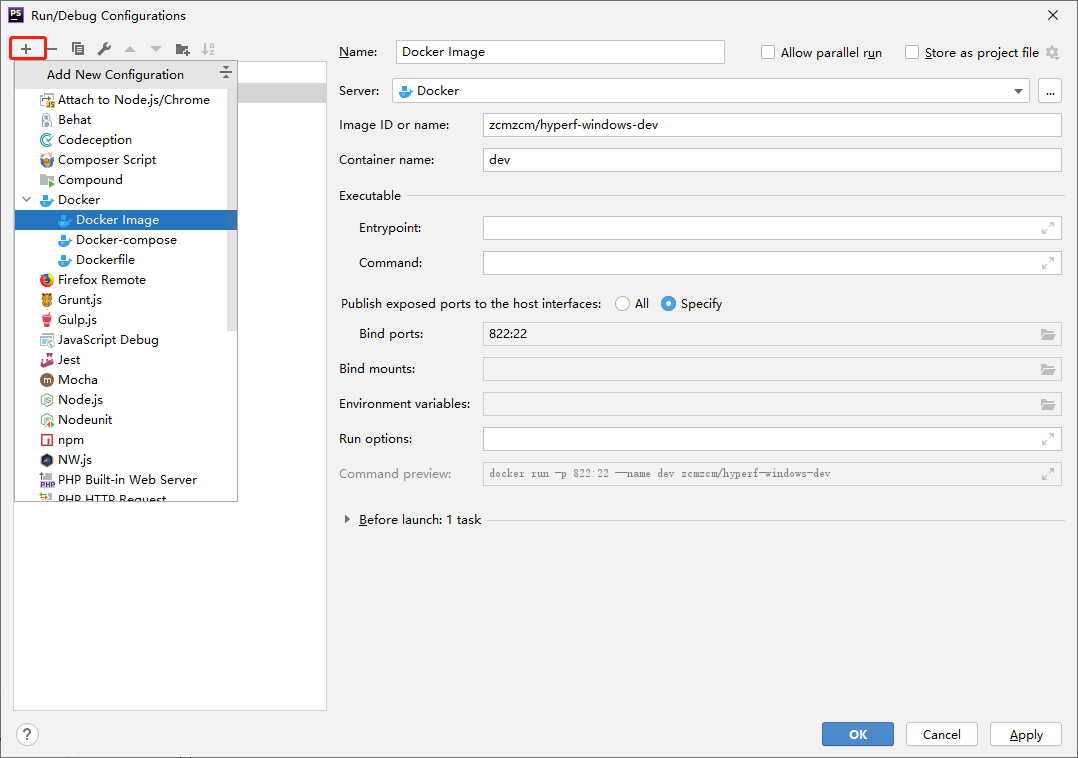 PS Run/Debug Configurations
Add New Configuration
Attach to Node.js/Chrome
Behat
Codeception
Composer Script
Compound
Docker
Docker Image
Docker-compose
Dockerfile
Firefox Remote
Grunt.js
Gulp.js
JavaScript Debug
Jest
Mocha
Node.js
Nodeunit
npm
NW.js
PHP Built-in Web Server
PHP HTTP Request
Name: Docker Image Allow parallel run Store as project file
Server: Docker ...
Image ID or name: zcmzcm/hyperf-windows-dev
Container name: dev
Executable
Entrypoint:
Command:
Publish exposed ports to the host interfaces: All Specify
Bind ports: 822:22
Bind mounts:
Environment variables:
Run options:
Command preview: docker run -p 822:22 --name dev zcmzcm/hyperf-windows-dev
Before launch: 1 task
? OK Cancel Apply